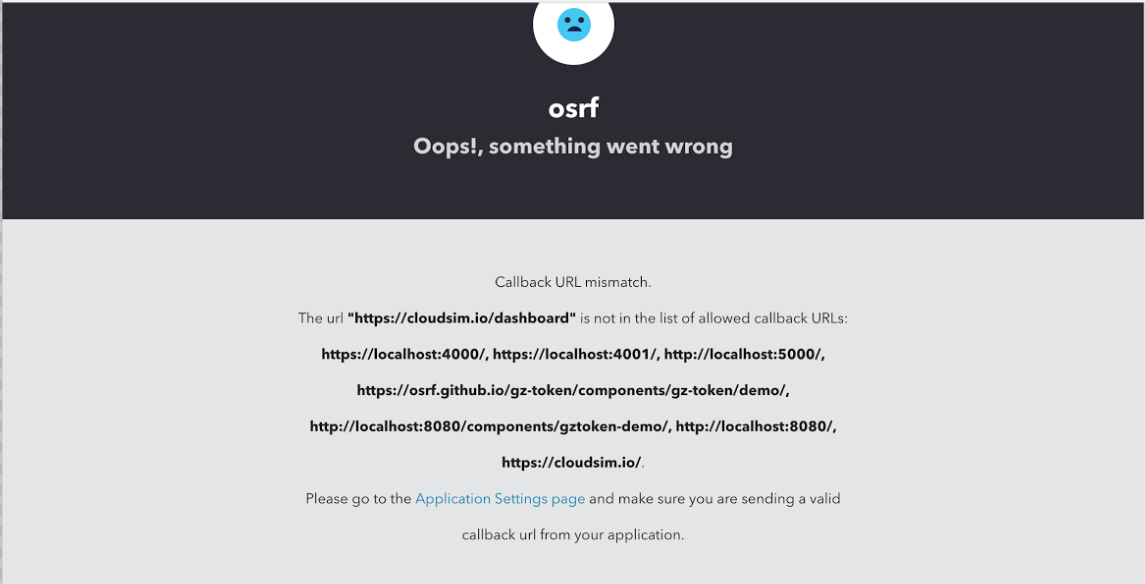 osrf
Oops!, something went wrong
Callback URL mismatch.
The url "https://cloudsim.io/dashboard" is not in the list of allowed callback URLs:
https://localhost:4000/, https://localhost:4001/, http://localhost:5000/,
https://osrf.github.io/gz-token/components/gz-token/demo/,
http://localhost:8080/components/gztoken-demo/, http://localhost:8080/,
https://cloudsim.io/.
Please go to the Application Settings page and make sure you are sending a valid
callback url from your application.